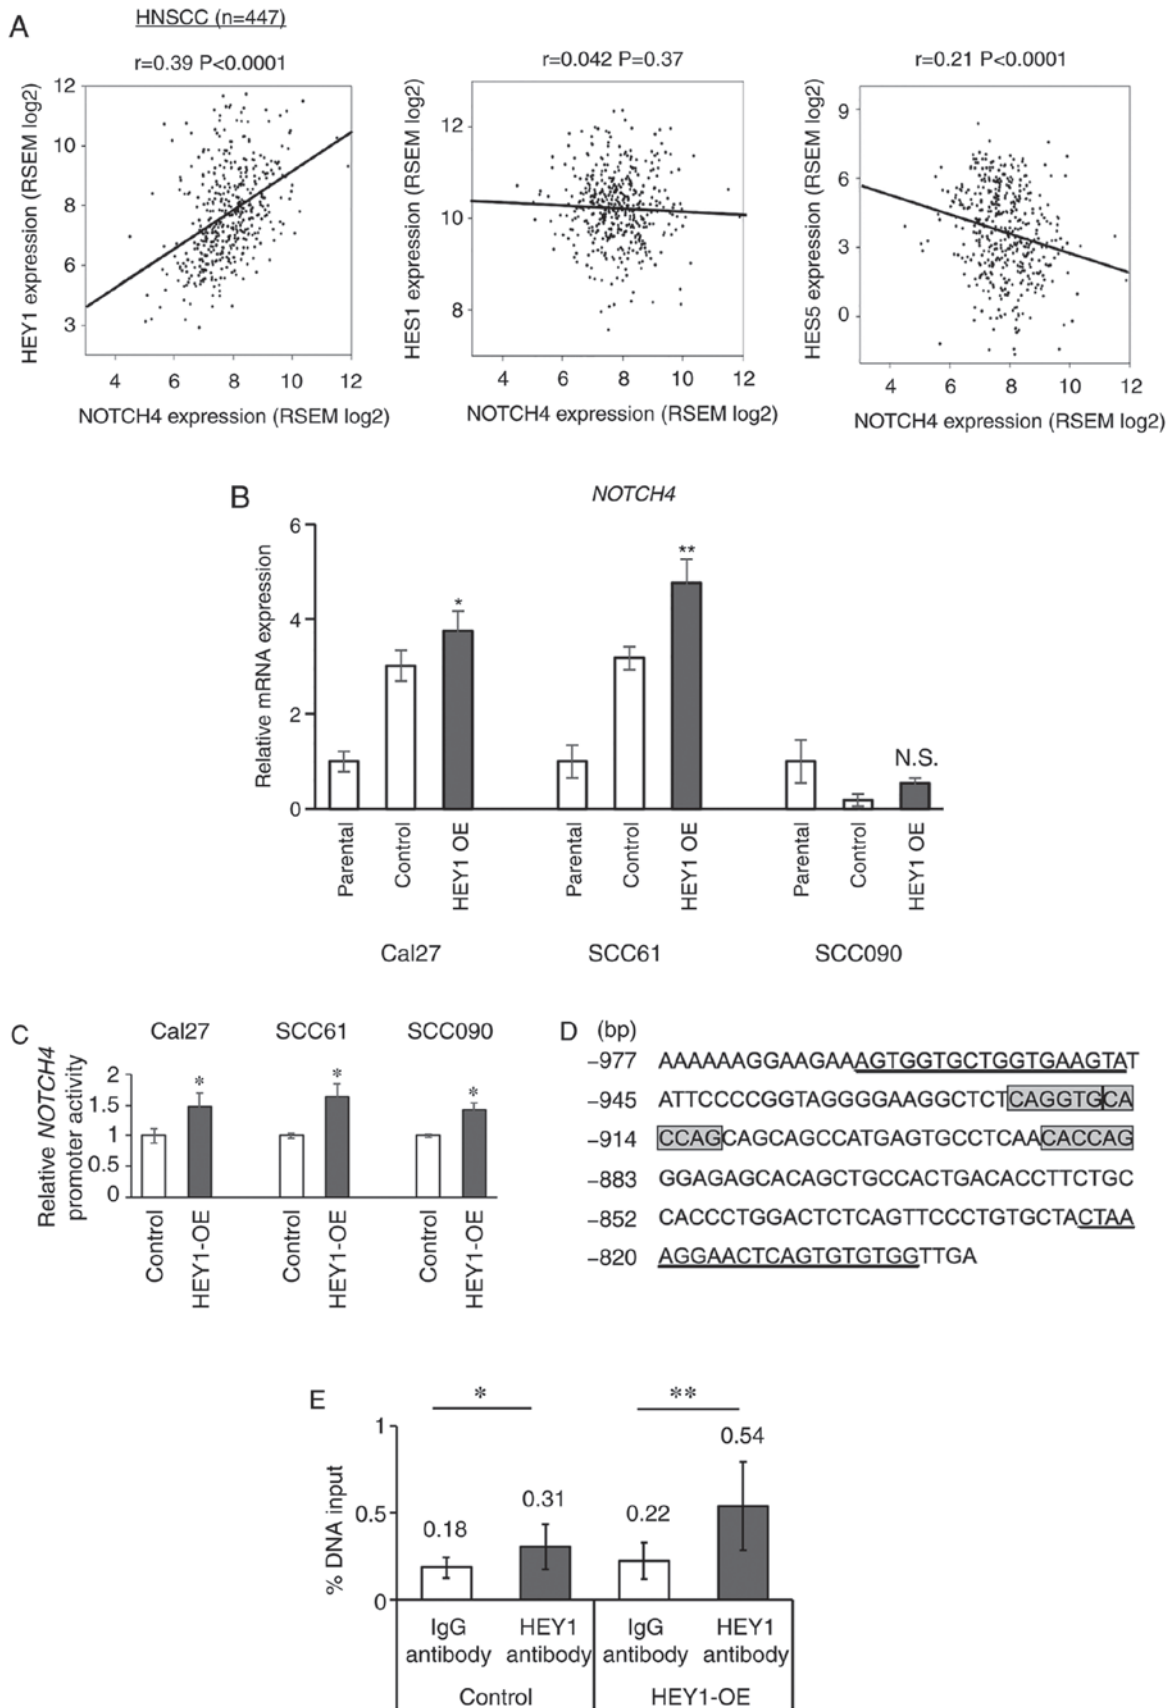 A
HNSCC (n=447)
r=0.39 P<0.0001
r=0.042 P=0.37
r=0.21 P<0.0001
HEY1 expression (RSEM log2)
12
10
8
6
3
4 6 8 10 12
NOTCH4 expression (RSEM log2)
HES1 expression (RSEM log2)
12
10
8
4 6 8 10 12
NOTCH4 expression (RSEM log2)
HES5 expression (RSEM log2)
9
6
3
0
4 6 8 10 12
NOTCH4 expression (RSEM log2)
B
NOTCH4
Relative mRNA expression
6
4
2
0
*
**
N.S.
Parental
Control
HEY1 OE
Parental
Control
HEY1 OE
Parental
Control
HEY1 OE
Cal27 SCC61 SCC090
C
Cal27 SCC61 SCC090
Relative NOTCH4
promoter activity
2
1.5
1
0.5
0
* * *
Control
HEY1-OE
Control
HEY1-OE
Control
HEY1-OE
D (bp)
−977 AAAAAAGGAAGAAAGTGGTGCTGGTGAAGTAT
−945 ATTCCCCGGTAGGGGAAGGCTCTCAGGTGCA
−914 CCAGCAGCAGCCATGAGTGCCTCAACACCAG
−883 GGAGAGCACAGCTGCCACTGACACCTTCTGC
−852 CACCCTGGACTCTCAGTTCCCTGTGCTACTAA
−820 AGGAACTCAGTGTGTGGTTGA
E
* **
% DNA input
1
0.5
0
0.18 0.31 0.22 0.54
IgG antibody
HEY1 antibody
IgG antibody
HEY1 antibody
Control HEY1-OE